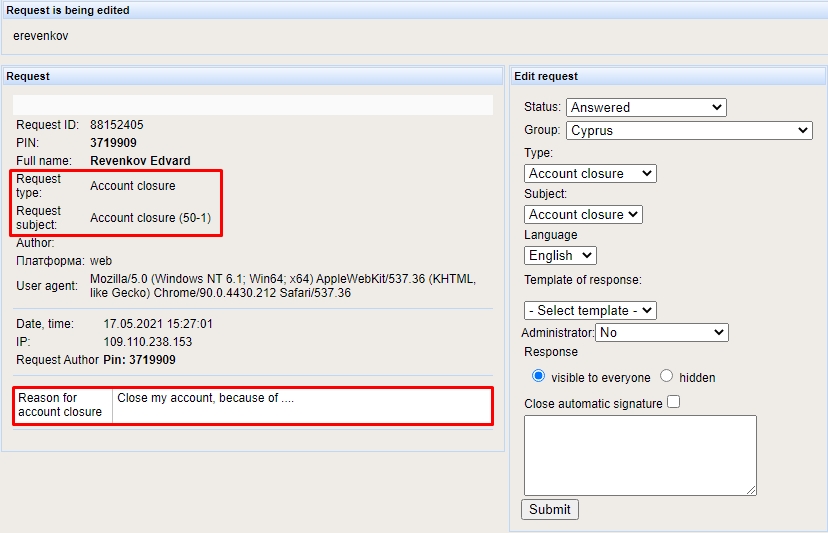 Request is being edited
erevenkov
Request
Request ID: 88152405
PIN: 3719909
Full name: Revenkov Edvard
Request type: Account closure
Request subject: Account closure (50-1)
Author:
Платформа: web
User agent: Mozilla/5.0 (Windows NT 6.1; Win64; x64) AppleWebKit/537.36 (KHTML,
like Gecko) Chrome/90.0.4430.212 Safari/537.36
Date, time: 17.05.2021 15:27:01
IP: 109.110.238.153
Request Author Pin: 3719909
Reason for account closure Close my account, because of ....
Edit request
Status: Answered
Group: Cyprus
Type:
Account closure
Subject:
Account closure
Language
English
Template of response:
- Select template -
Administrator: No
Response
visible to everyone hidden
Close automatic signature
Submit